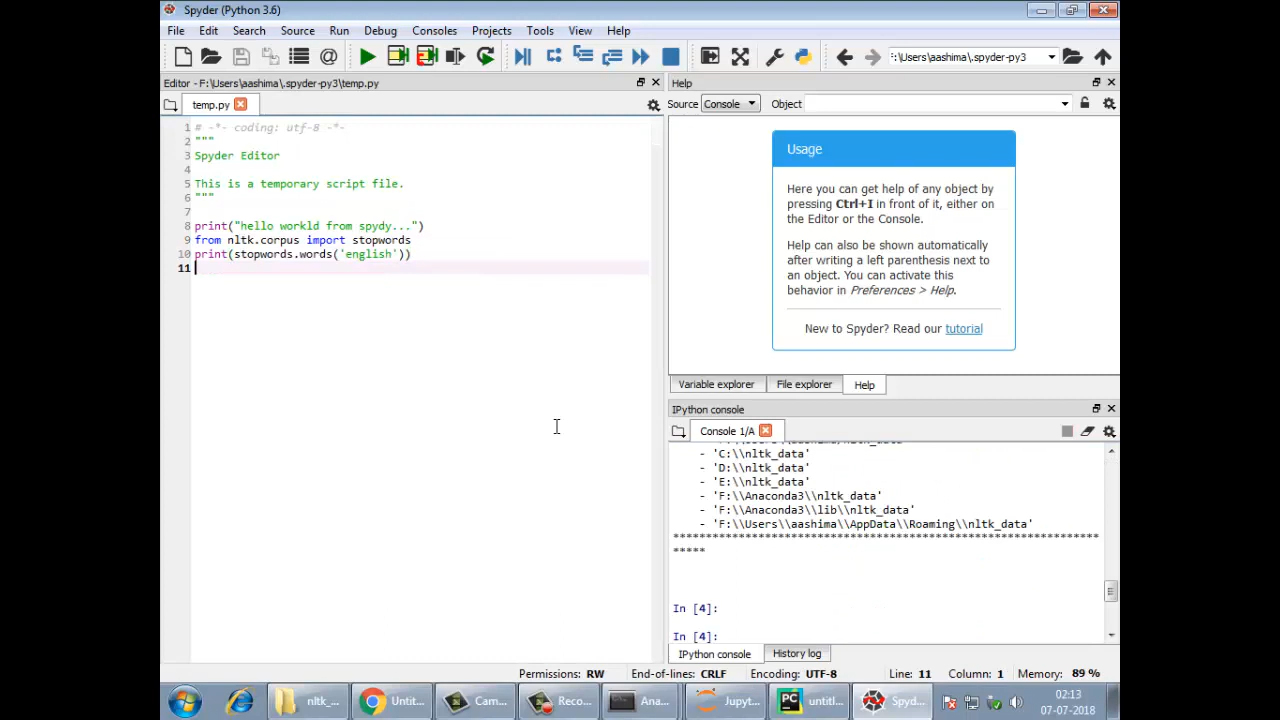 Spyder (Python 3.6)
File Edit Search Source Run Debug Consoles Projects Tools View Help
:\Users\aashima\.spyder-py3
Editor - F:\Users\aashima\.spyder-py3\temp.py
Help
temp.py
Source Console Object
1 # -*- coding: utf-8 -*-
2 """
3 Spyder Editor
4
5 This is a temporary script file.
6 """
7
8 print("hello workld from spydy...")
9 from nltk.corpus import stopwords
10 print(stopwords.words('english'))
11
Usage
Here you can get help of any object by
pressing Ctrl+I in front of it, either on
the Editor or the Console.
Help can also be shown automatically
after writing a left parenthesis next to
an object. You can activate this
behavior in Preferences > Help.
New to Spyder? Read our tutorial
Variable explorer File explorer Help
IPython console
Console 1/A
- 'C:\\nltk_data'
- 'D:\\nltk_data'
- 'E:\\nltk_data'
- 'F:\\Anaconda3\\nltk_data'
- 'F:\\Anaconda3\\lib\\nltk_data'
- 'F:\\Users\\aashima\\AppData\\Roaming\\nltk_data'
**********************************************************************
*****
In [4]:
In [4]:
IPython console History log
Permissions: RW End-of-lines: CRLF Encoding: UTF-8 Line: 11 Column: 1 Memory: 89 %
nltk_... Untit... Cam... Reco... Ana... Jupyt... untitl... Spyd...
02:13
07-07-2018